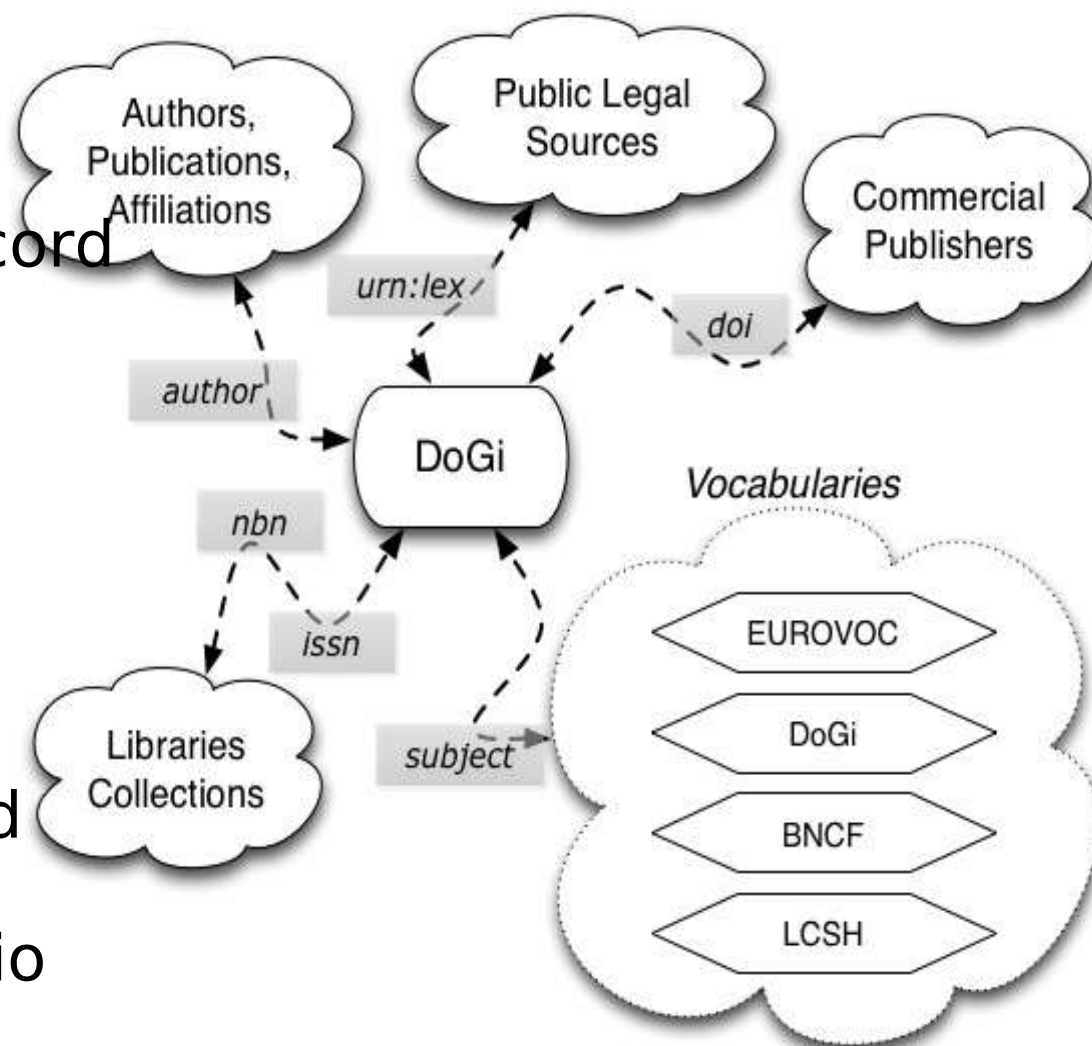 Authors,
Publications,
Affiliations
Public Legal
Sources
Commercial
Publishers
cord
urn:lex
doi
author
DoGi
nbn
issn
subject
Vocabularies
EUROVOC
DoGi
BNCF
LCSH
Libraries
Collections
d
io